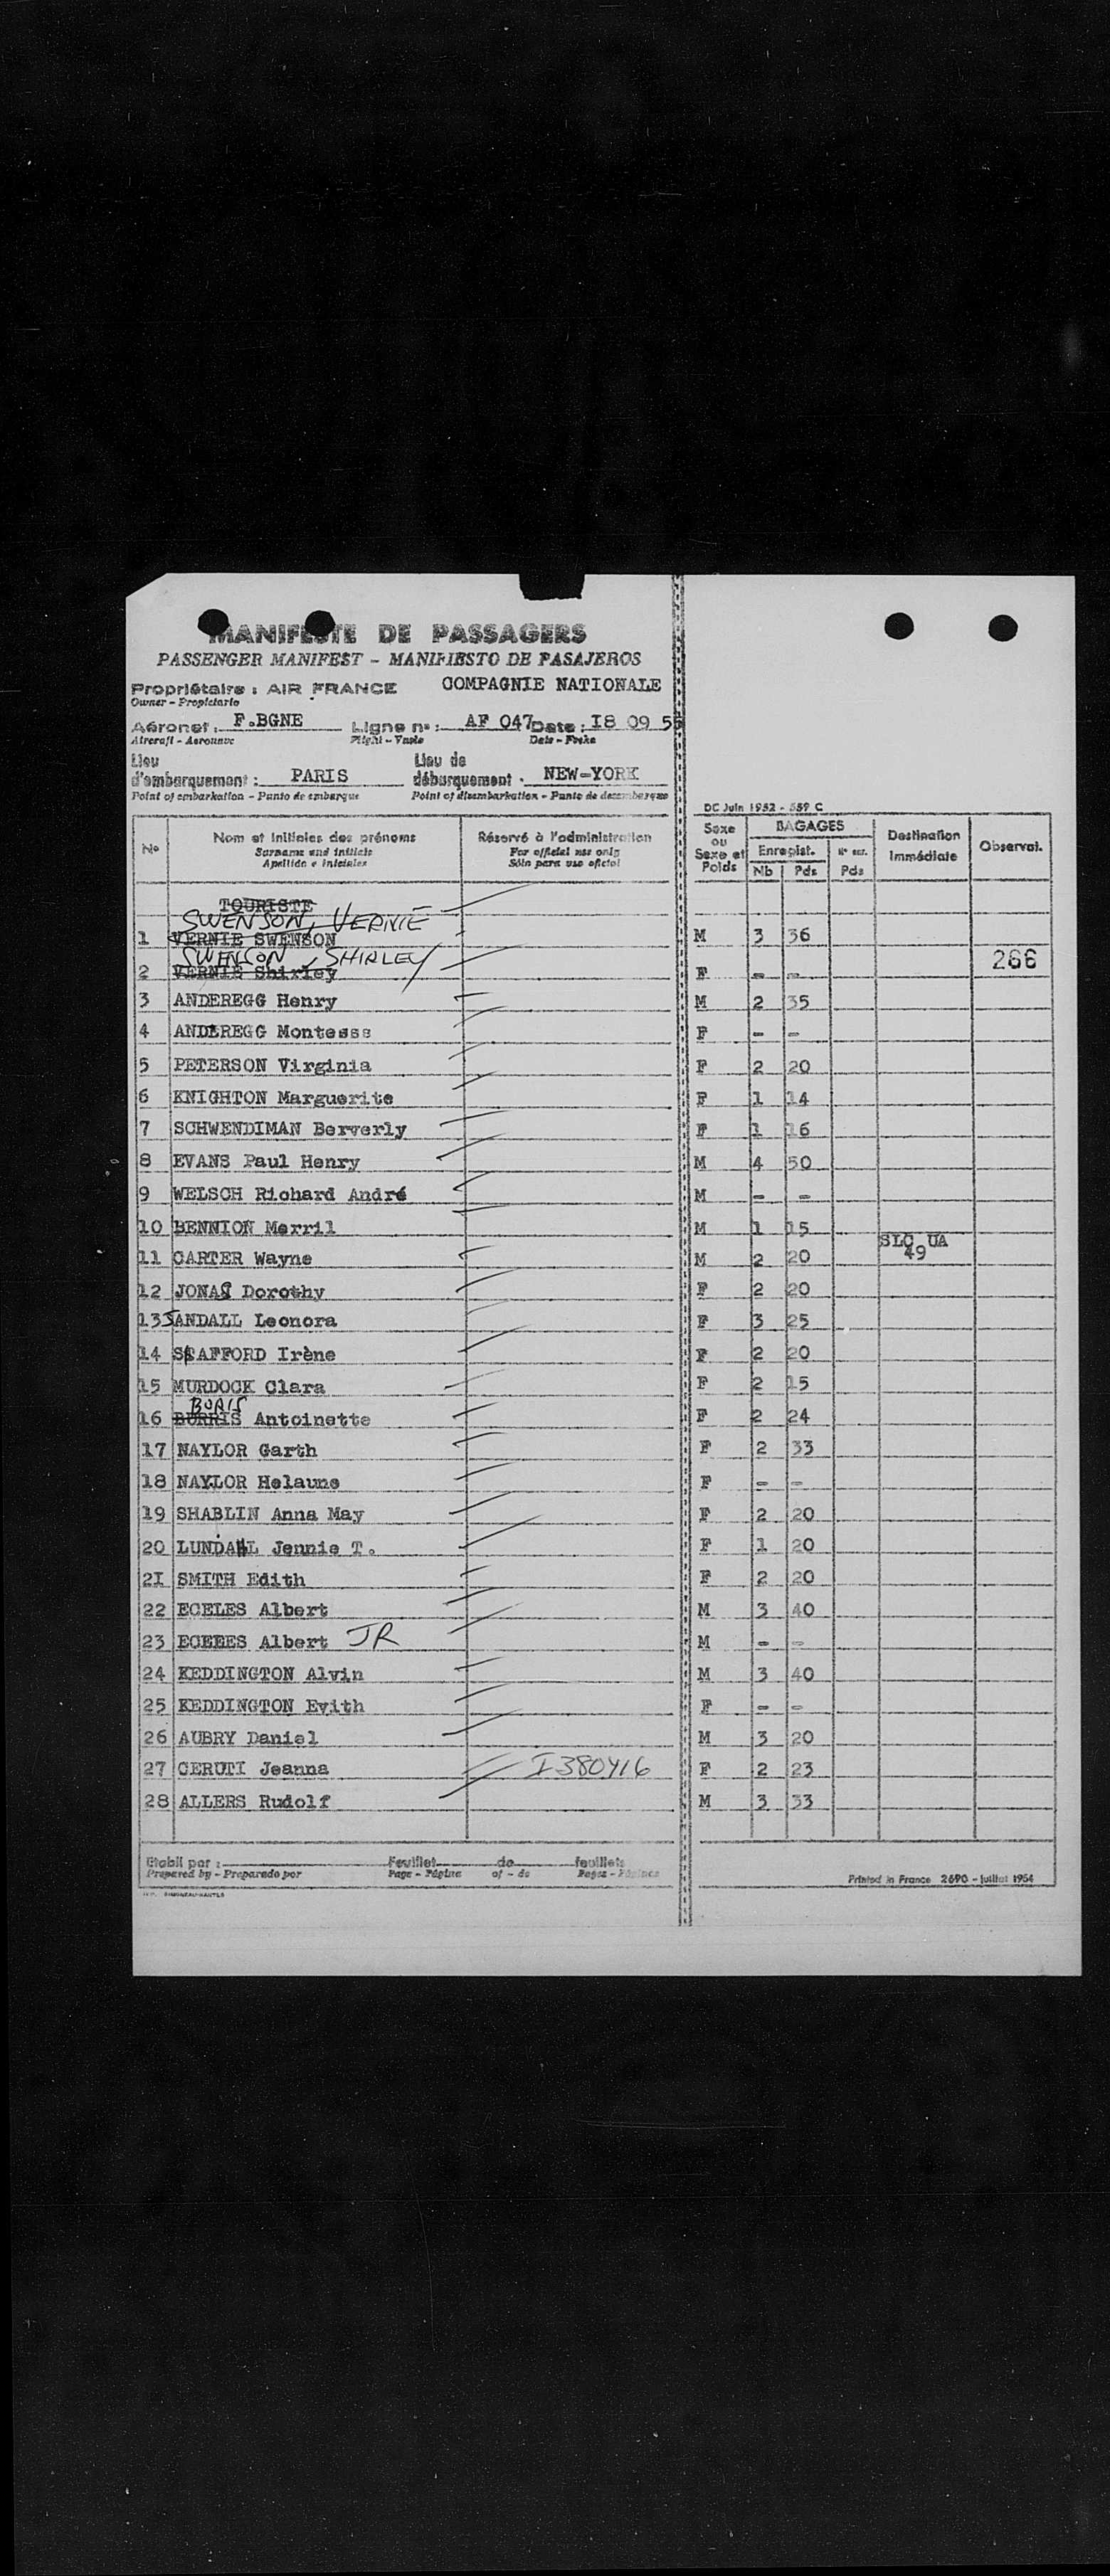 MANIFESTE DE PASSAGERS
PASSENGER MANIFEST - MANIFIESTO DE PASAJEROS
Propriétaire : AIR FRANCE COMPAGNIE NATIONALE
Owner - Propietario
Aéronef : F.BGNE Ligne n° : AF 047 Date : I8 09 55
Aircraft - Aeronave Flight - Vuelo Date - Fecha
Lieu d'embarquement : PARIS Lieu de débarquement : NEW-YORK
Point of embarkation - Punto de embarque Point of disembarkation - Punto de desembarque
DC Juin 1952 - 559 C
No Nom et initiales des prénoms Réservé à l'administration Sexe ou Sexe et Poids BAGAGES Destination Immédiate Observat.
Surname and initials For official use only Enregist.
Apellido e iniciales Sólo para uso oficial Nb Pds Pds
TOURISTE
SWENSON, VERNIE
1 VERNIE SWENSON M 3 36
SWENSON, SHIRLEY
2 VERNIE Shirley F - - 286
3 ANDEREGG Henry M 2 35
4 ANDEREGG Montesse F - -
5 PETERSON Virginia F 2 20
6 KNIGHTON Marguerite F 1 14
7 SCHWENDIMAN Berverly F 1 16
8 EVANS Paul Henry M 4 50
9 WELSCH Richard André M - -
10 BENNION Merril M 1 15
11 CARTER Wayne M 2 20 SLC UA 49
12 JONAS Dorothy F 2 20
13 SANDALL Leonora F 3 25
14 STAFFORD Irène F 2 20
15 MURDOCK Clara F 2 15
BURIS
16 BURRIS Antoinette F 2 24
17 NAYLOR Garth F 2 33
18 NAYLOR Helaune F - -
19 SHABLIN Anna May F 2 20
20 LUNDAHL Jennie T. F 1 20
2I SMITH Edith F 2 20
22 ECELES Albert M 3 40
23 ECEEES Albert JR M - -
24 KEDDINGTON Alvin M 3 40
25 KEDDINGTON Evith F - -
26 AUBRY Daniel M 3 20
27 CERUTI Jeanna I380416 F 2 23
28 ALLERS Rudolf M 3 33
Etabli par : Feuillet de feuillets
Prepared by - Preparado por Page - Página of - de Pages - Páginas
Printed in France 2690 - Juillet 1954